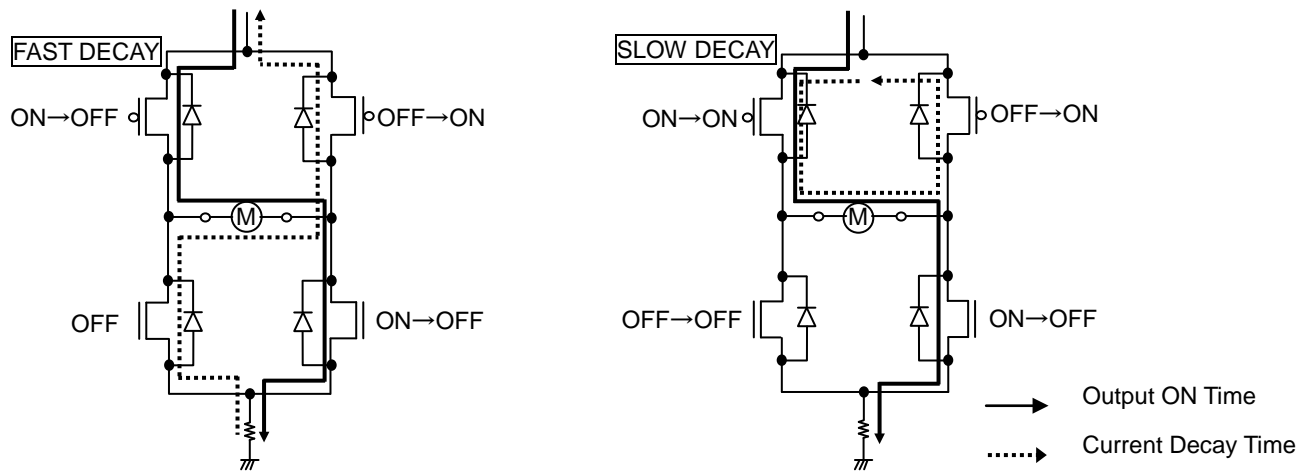 FAST DECAY
ON→OFF
OFF→ON
M
OFF
ON→OFF
SLOW DECAY
ON→ON
OFF→ON
M
OFF→OFF
ON→OFF
Output ON Time
Current Decay Time